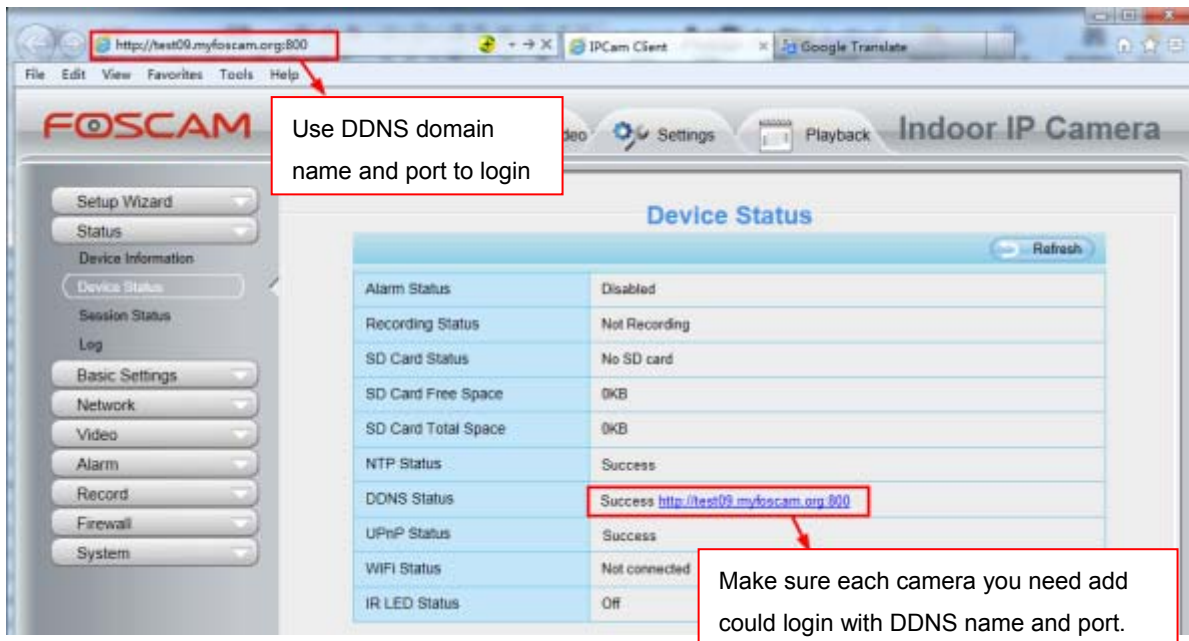 http://test09.myfoscam.org:800
IPCam Client
Google Translate
File Edit View Favorites Tools Help
FOSCAM
Use DDNS domain
name and port to login
deo
Settings
Playback
Indoor IP Camera
Setup Wizard
Status
Device Information
Device Status
Session Status
Log
Basic Settings
Network
Video
Alarm
Record
Firewall
System
Device Status
Refresh
Alarm Status Disabled
Recording Status Not Recording
SD Card Status No SD card
SD Card Free Space 0KB
SD Card Total Space 0KB
NTP Status Success
DDNS Status Success http://test09.myfoscam.org:800
UPnP Status Success
WiFi Status Not connected
IR LED Status Off
Make sure each camera you need add
could login with DDNS name and port.